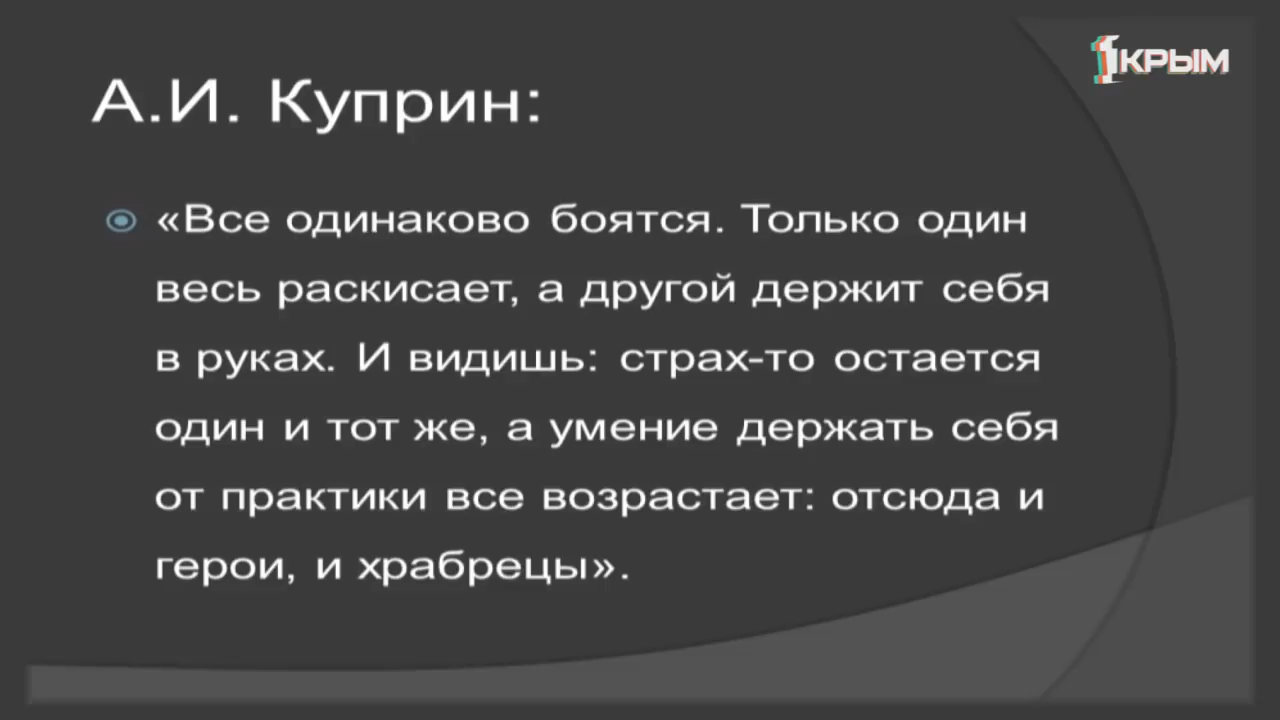 1КРЫМ
А.И. Куприн:
«Все одинаково боятся. Только один
весь раскисает, а другой держит себя
в руках. И видишь: страх-то остается
один и тот же, а умение держать себя
от практики все возрастает: отсюда и
герои, и храбрецы».